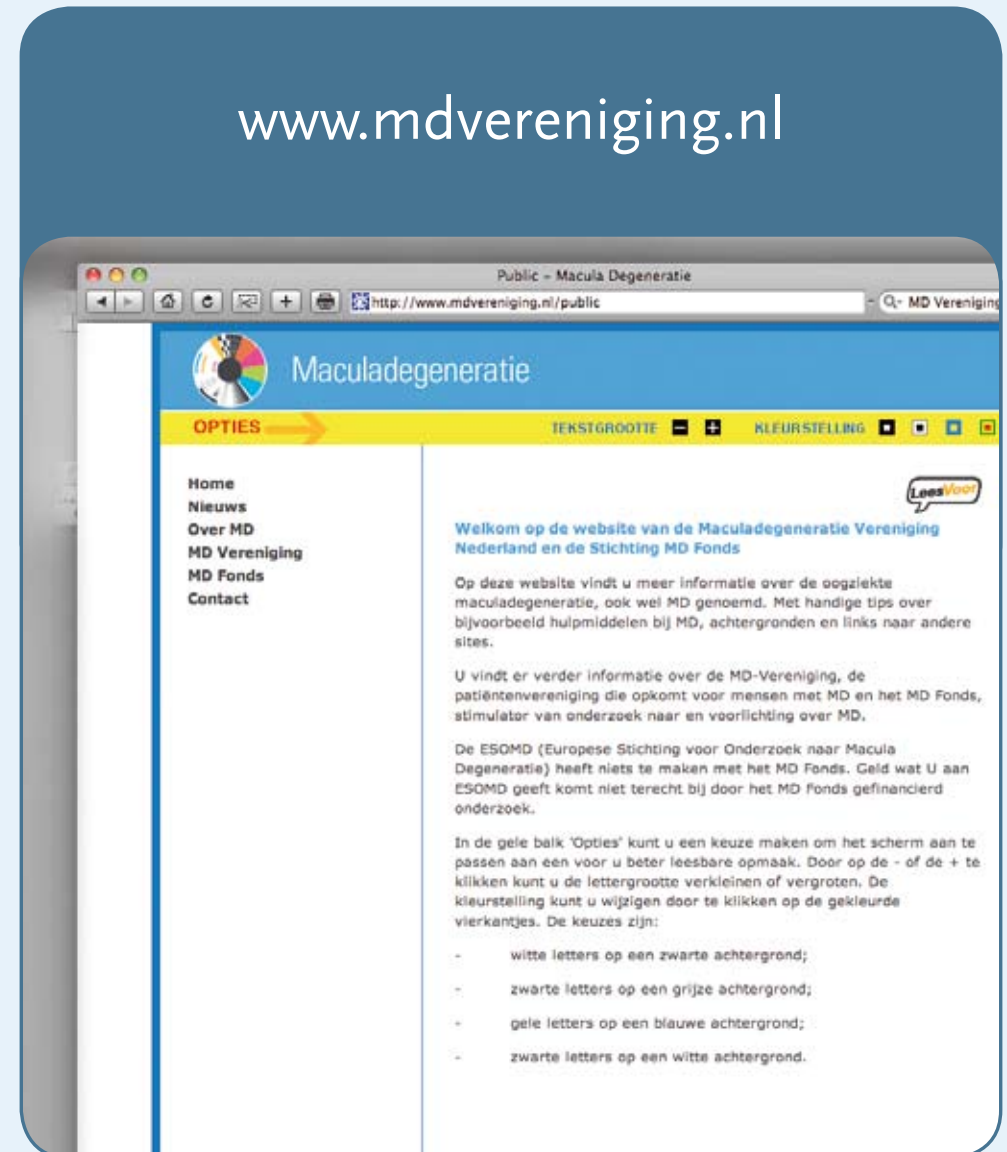 www.mdvereniging.nl
Public – Macula Degeneratie
http://www.mdvereniging.nl/public
MD Vereniging
Maculadegeneratie
OPTIES
TEKSTGROOTTE
KLEURSTELLING
Home
Nieuws
Over MD
MD Vereniging
MD Fonds
Contact
LeesVoor
Welkom op de website van de Maculadegeneratie Vereniging
Nederland en de Stichting MD Fonds
Op deze website vindt u meer informatie over de oogziekte
maculadegeneratie, ook wel MD genoemd. Met handige tips over
bijvoorbeeld hulpmiddelen bij MD, achtergronden en links naar andere
sites.
U vindt er verder informatie over de MD-Vereniging, de
patiëntenvereniging die opkomt voor mensen met MD en het MD Fonds,
stimulator van onderzoek naar en voorlichting over MD.
De ESOMD (Europese Stichting voor Onderzoek naar Macula
Degeneratie) heeft niets te maken met het MD Fonds. Geld wat U aan
ESOMD geeft komt niet terecht bij door het MD Fonds gefinancierd
onderzoek.
In de gele balk 'Opties' kunt u een keuze maken om het scherm aan te
passen aan een voor u beter leesbare opmaak. Door op de - of de + te
klikken kunt u de lettergrootte verkleinen of vergroten. De
kleurstelling kunt u wijzigen door te klikken op de gekleurde
vierkantjes. De keuzes zijn:
- witte letters op een zwarte achtergrond;
- zwarte letters op een grijze achtergrond;
- gele letters op een blauwe achtergrond;
- zwarte letters op een witte achtergrond.